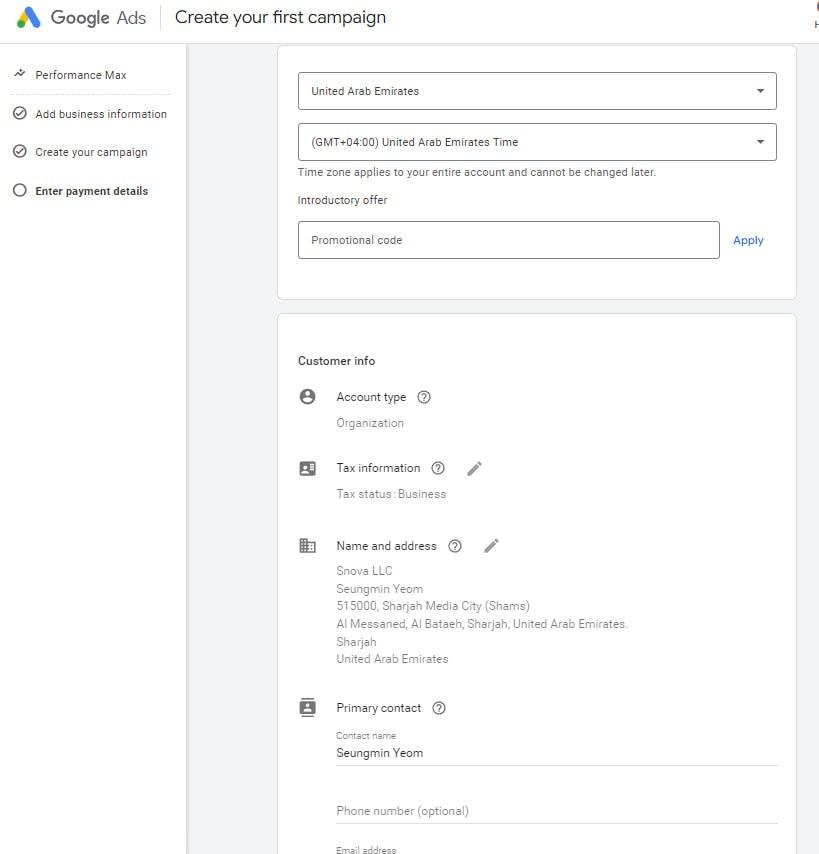 Google Ads
Create your first campaign
Performance Max
Add business information
Create your campaign
Enter payment details
United Arab Emirates
(GMT+04:00) United Arab Emirates Time
Time zone applies to your entire account and cannot be changed later.
Introductory offer
Promotional code
Apply
Customer info
Account type
Organization
Tax information
Tax status: Business
Name and address
Snova LLC
Seungmin Yeom
515000, Sharjah Media City (Shams)
Al Messaned, Al Bataeh, Sharjah, United Arab Emirates.
Sharjah
United Arab Emirates
Primary contact
Contact name
Seungmin Yeom
Phone number (optional)
Email address